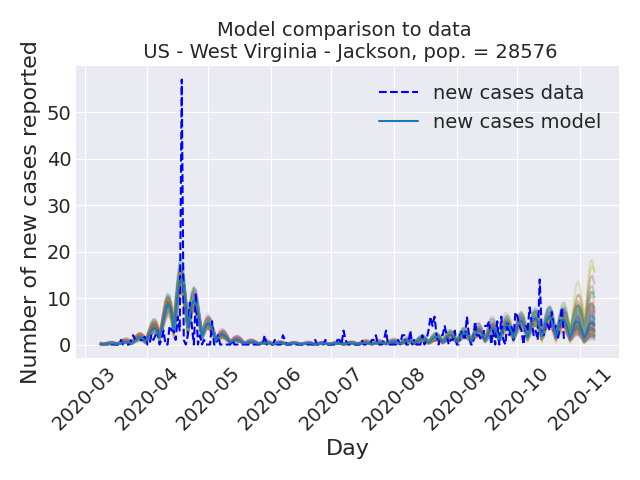 Model comparison to data
US - West Virginia - Jackson, pop. = 28576
Number of new cases reported
50
40
30
20
10
0
new cases data
new cases model
2020-03
2020-04
2020-05
2020-06
2020-07
2020-08
2020-09
2020-10
2020-11
Day